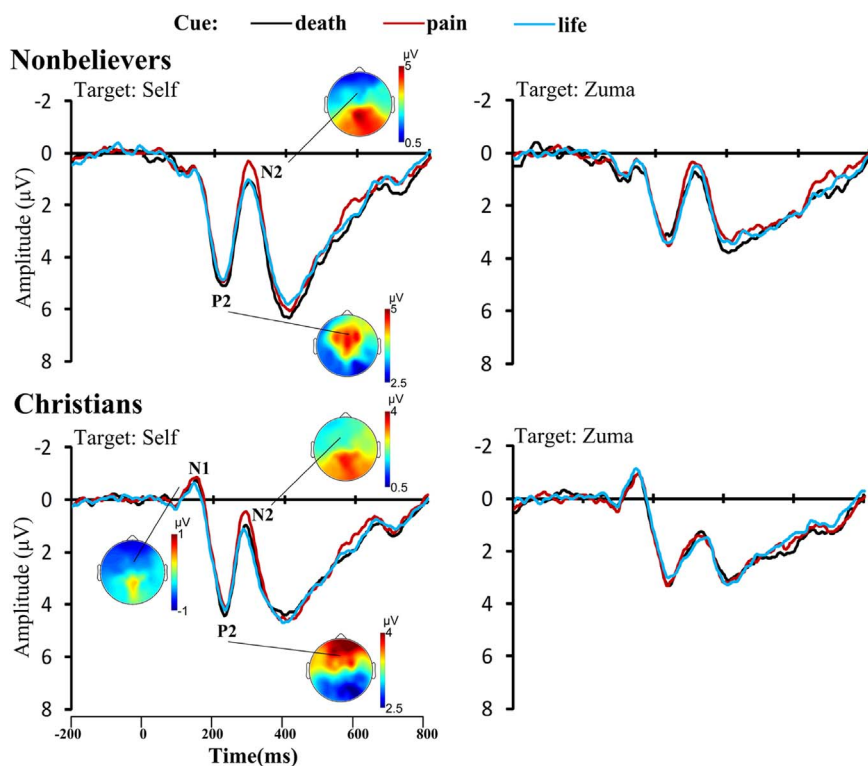 Cue: death pain life
Nonbelievers
Target: Self
Target: Zuma
µV
5
0.5
-2
0
2
4
6
8
Amplitude (µV)
N2
P2
µV
5
2.5
-2
0
2
4
6
8
Christians
Target: Self
Target: Zuma
µV
4
0.5
-2
0
2
4
6
8
Amplitude (µV)
N1
N2
P2
µV
1
-1
µV
4
2.5
-2
0
2
4
6
8
-200 0 200 400 600 800
Time(ms)